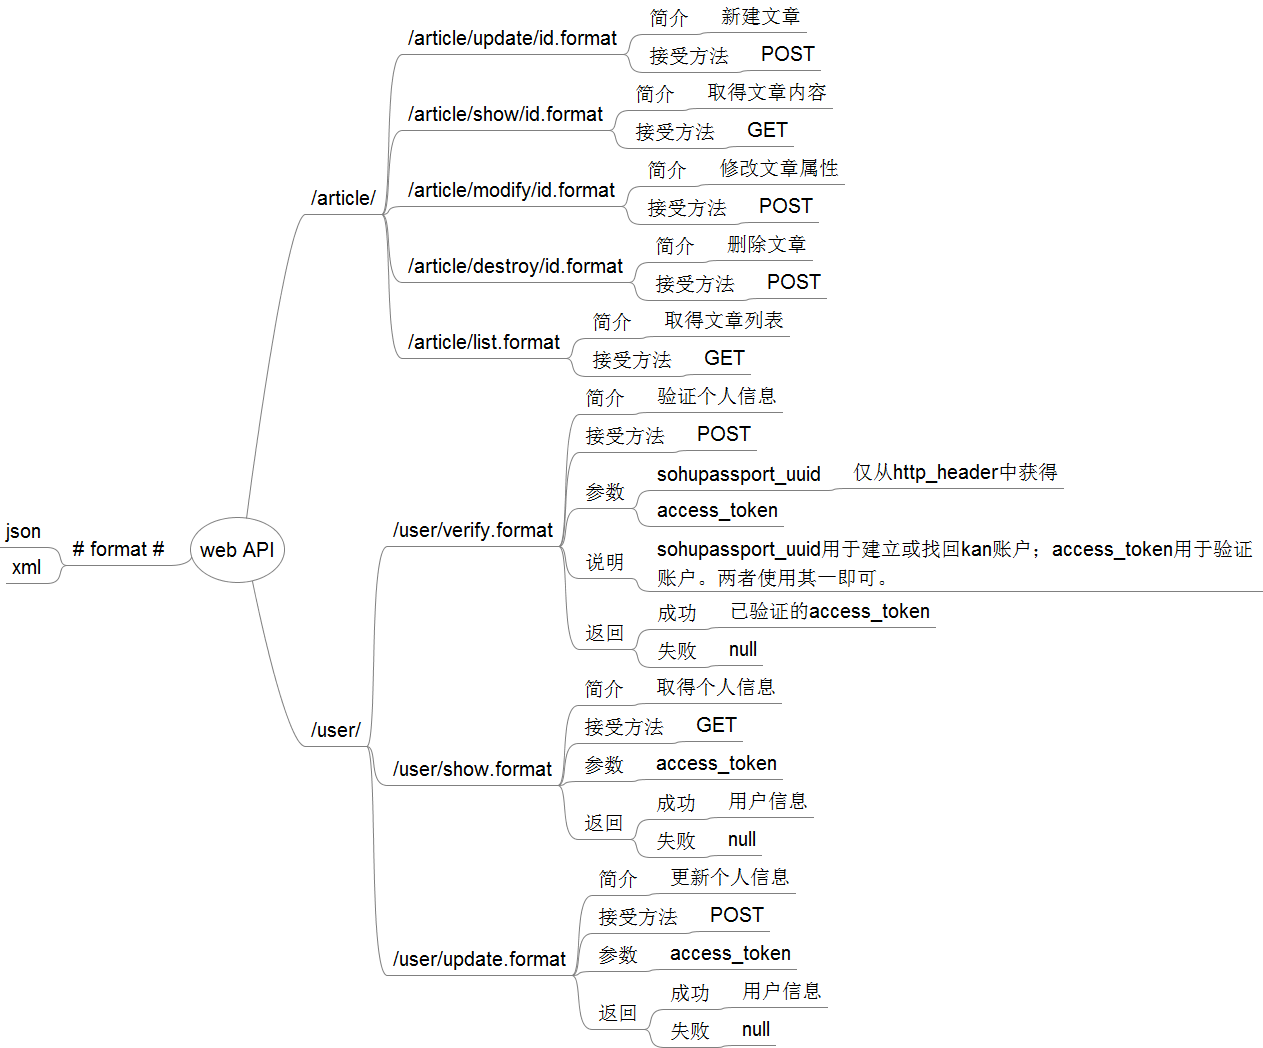 /article/update/id.format
简介
新建文章
接受方法
POST
/article/show/id.format
简介
取得文章内容
接受方法
GET
/article/
/article/modify/id.format
简介
修改文章属性
接受方法
POST
/article/destroy/id.format
简介
删除文章
接受方法
POST
/article/list.format
简介
取得文章列表
接受方法
GET
json
xml
# format #
web API
/user/
/user/verify.format
简介
验证个人信息
接受方法
POST
参数
sohupassport_uuid
仅从http_header中获得
access_token
说明
sohupassport_uuid用于建立或找回kan账户；access_token用于验证
账户。两者使用其一即可。
返回
成功
已验证的access_token
失败
null
/user/show.format
简介
取得个人信息
接受方法
GET
参数
access_token
返回
成功
用户信息
失败
null
/user/update.format
简介
更新个人信息
接受方法
POST
参数
access_token
返回
成功
用户信息
失败
null